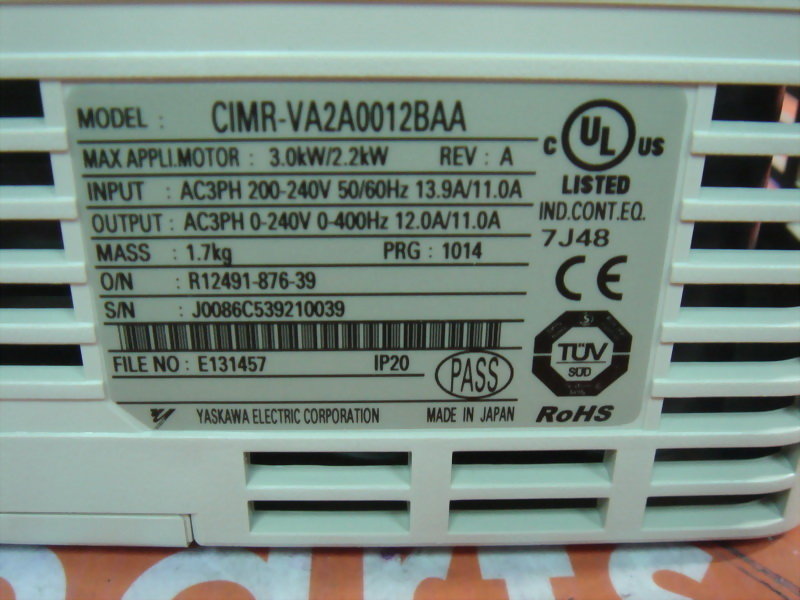 MODEL : CIMR-VA2A0012BAA
MAX APPLI.MOTOR : 3.0kW/2.2kW REV : A
INPUT : AC3PH 200-240V 50/60Hz 13.9A/11.0A
OUTPUT : AC3PH 0-240V 0-400Hz 12.0A/11.0A
MASS : 1.7kg PRG : 1014
O/N : R12491-876-39
S/N : J0086C539210039
FILE NO : E131457 IP20
PASS
YASKAWA ELECTRIC CORPORATION MADE IN JAPAN
C UL US
LISTED
IND.CONT.EQ.
7J48
CE
TÜV
SÜD
RoHS
arts